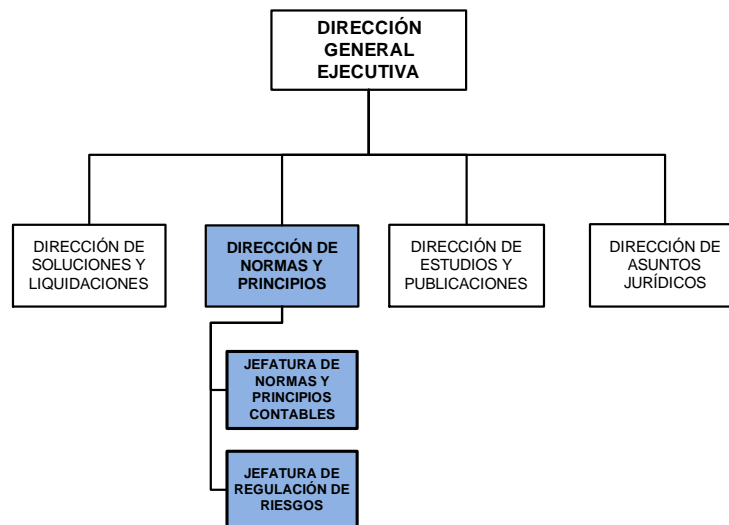 DIRECCIÓN
GENERAL
EJECUTIVA
DIRECCIÓN DE
SOLUCIONES Y
LIQUIDACIONES
DIRECCIÓN DE
NORMAS Y
PRINCIPIOS
DIRECCIÓN DE
ESTUDIOS Y
PUBLICACIONES
DIRECCIÓN DE
ASUNTOS
JURÍDICOS
JEFATURA DE
NORMAS Y
PRINCIPIOS
CONTABLES
JEFATURA DE
REGULACIÓN DE
RIESGOS